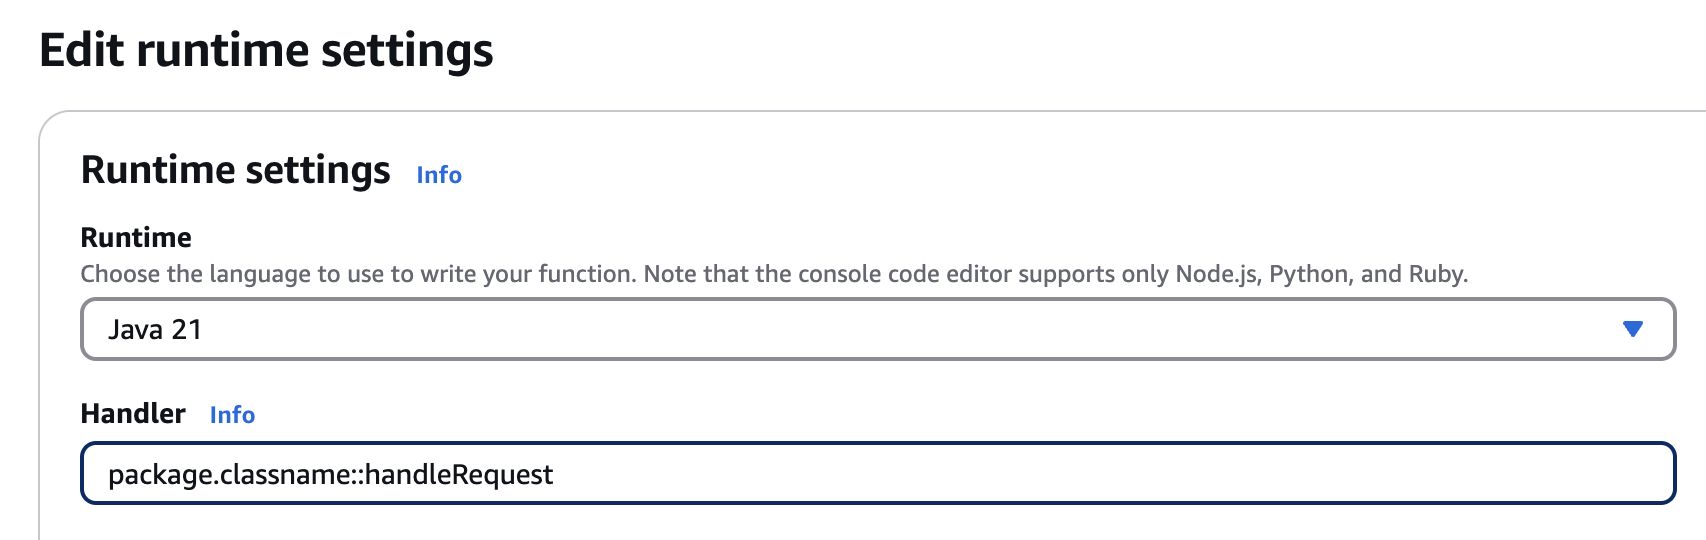 Edit runtime settings
Runtime settings Info
Runtime
Choose the language to use to write your function. Note that the console code editor supports only Node.js, Python, and Ruby.
Java 21
Handler Info
package.classname::handleRequest